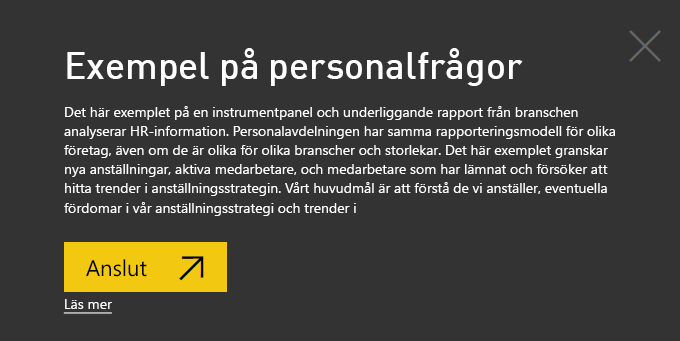 Exempel på personalfrågor
Det här exemplet på en instrumentpanel och underliggande rapport från branschen
analyserar HR-information. Personalavdelningen har samma rapporteringsmodell för olika
företag, även om de är olika för olika branscher och storlekar. Det här exemplet granskar
nya anställningar, aktiva medarbetare, och medarbetare som har lämnat och försöker att
hitta trender i anställningsstrategin. Vårt huvudmål är att förstå de vi anställer, eventuella
fördomar i vår anställningsstrategi och trender i
Anslut
Läs mer